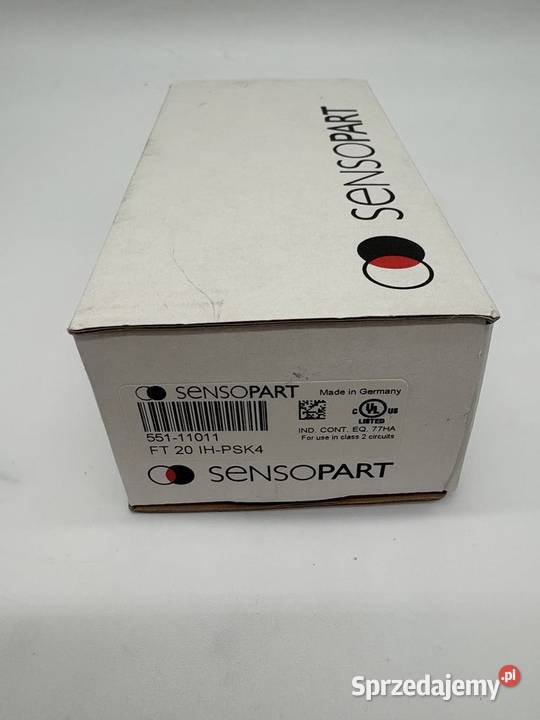 SENSOPART
SENSOPART
Made in Germany
551-11011
FT 20 IH-PSK4
C UL US
LISTED
IND. CONT. EQ. 77HA
For use in class 2 circuits
SENSOPART
Sprzedajemy.pl